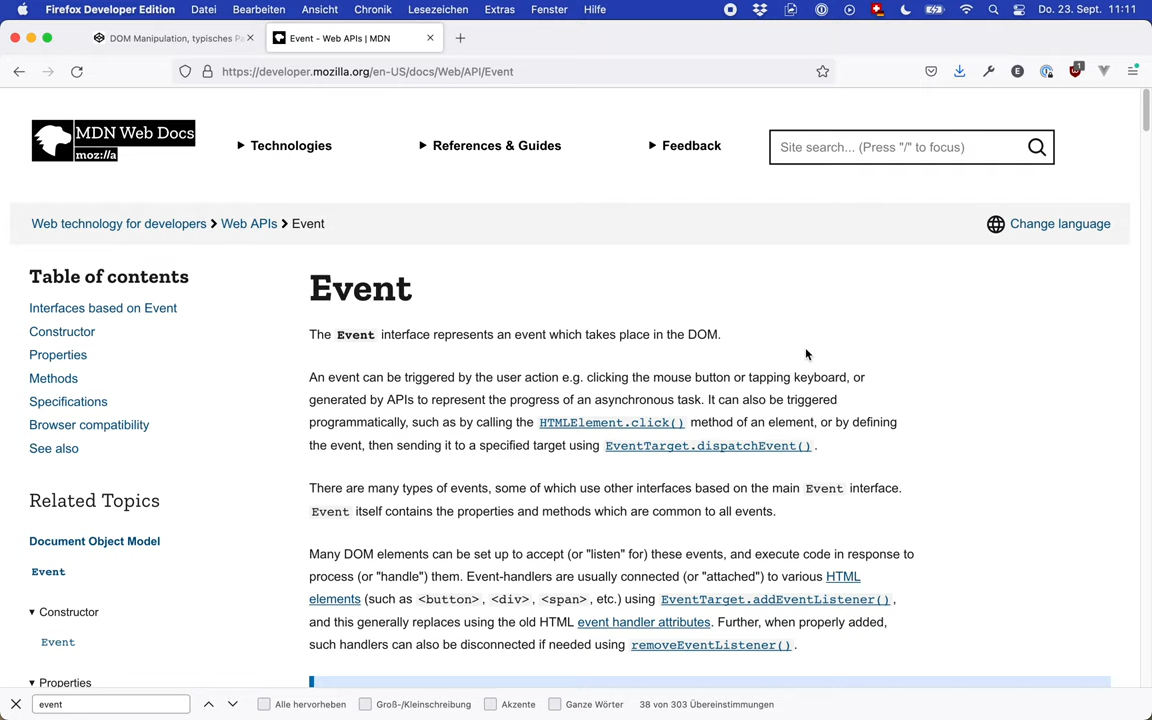 Firefox Developer Edition Datei Bearbeiten Ansicht Chronik Lesezeichen Extras Fenster Hilfe Do. 23. Sept. 11:11
DOM Manipulation, typisches Pa
Event - Web APIs | MDN
https://developer.mozilla.org/en-US/docs/Web/API/Event
E 1
MDN Web Docs
moz://a
Technologies
References & Guides
Feedback
Site search... (Press "/" to focus)
Web technology for developers Web APIs Event
Change language
Table of contents
Interfaces based on Event
Constructor
Properties
Methods
Specifications
Browser compatibility
See also
Related Topics
Document Object Model
Event
Constructor
Event
Properties
Event
The Event interface represents an event which takes place in the DOM.
An event can be triggered by the user action e.g. clicking the mouse button or tapping keyboard, or
generated by APIs to represent the progress of an asynchronous task. It can also be triggered
programmatically, such as by calling the HTMLElement.click() method of an element, or by defining
the event, then sending it to a specified target using EventTarget.dispatchEvent().
There are many types of events, some of which use other interfaces based on the main Event interface.
Event itself contains the properties and methods which are common to all events.
Many DOM elements can be set up to accept (or "listen" for) these events, and execute code in response to
process (or "handle") them. Event-handlers are usually connected (or "attached") to various HTML
elements (such as <button>, <div>, <span>, etc.) using EventTarget.addEventListener(),
and this generally replaces using the old HTML event handler attributes. Further, when properly added,
such handlers can also be disconnected if needed using removeEventListener().
event
Alle hervorheben Groß-/Kleinschreibung Akzente Ganze Wörter 38 von 303 Übereinstimmungen